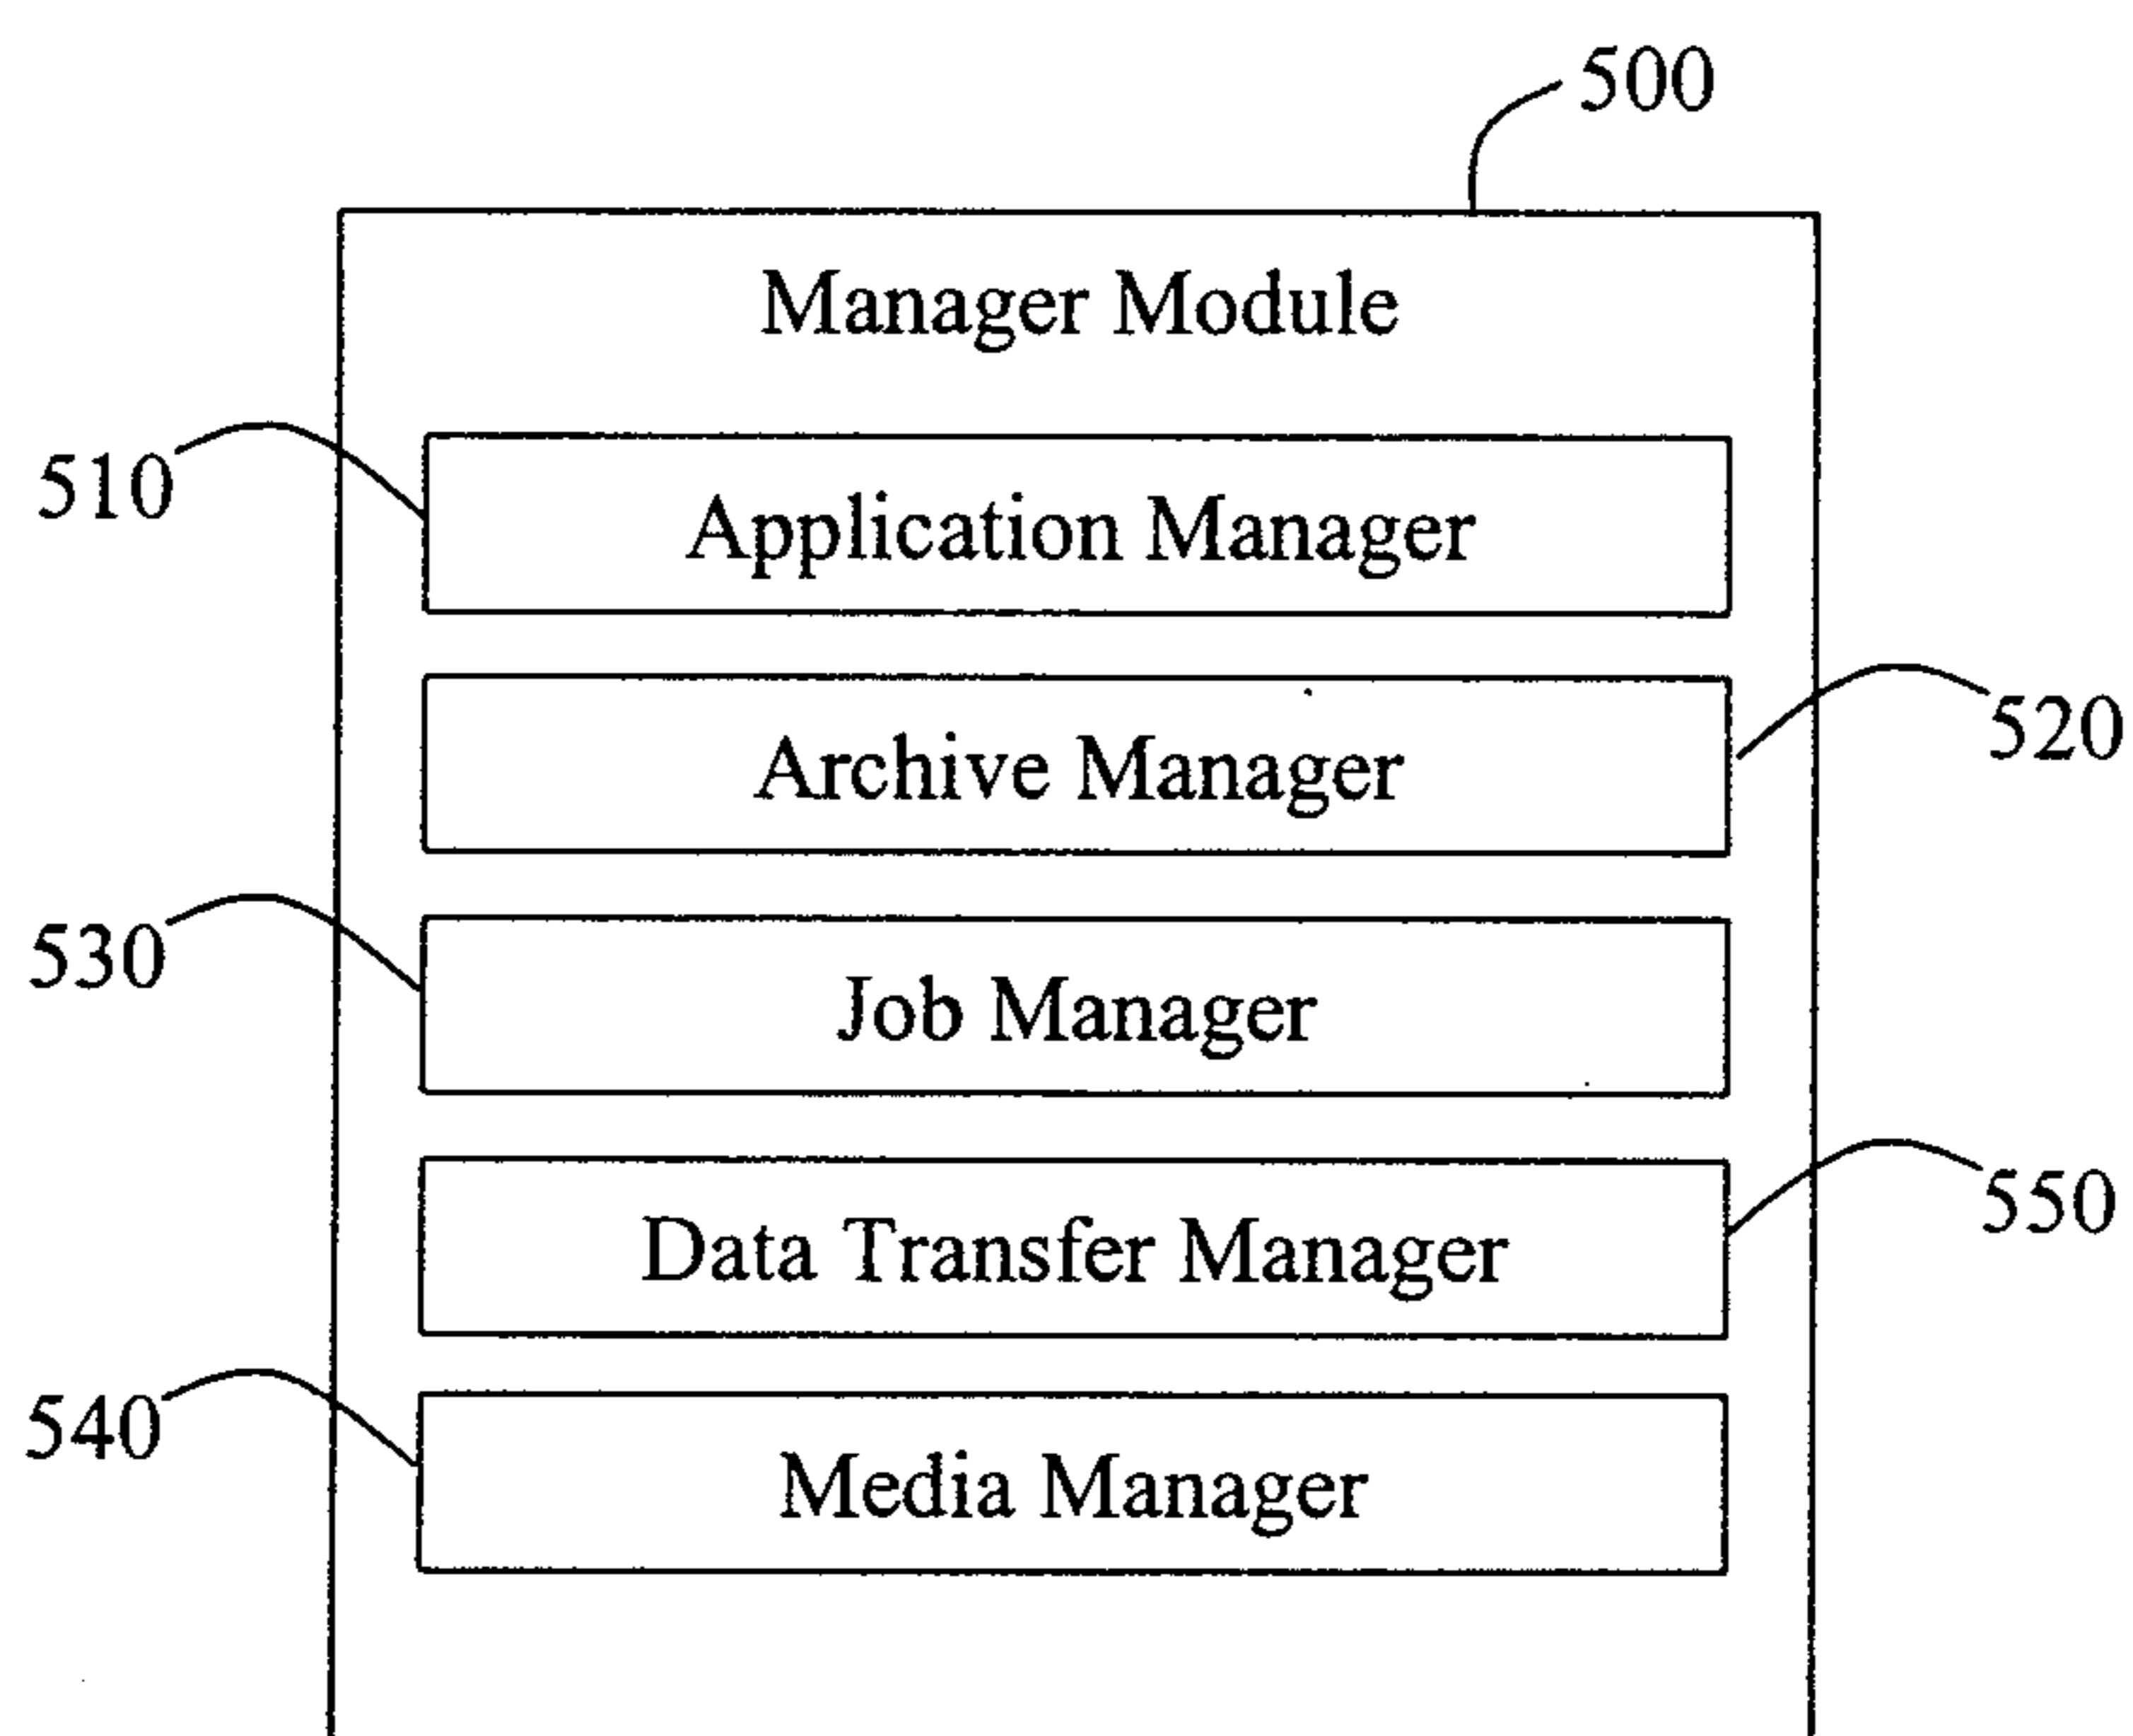 500
Manager Module
510
Application Manager
520
Archive Manager
530
Job Manager
550
Data Transfer Manager
540
Media Manager